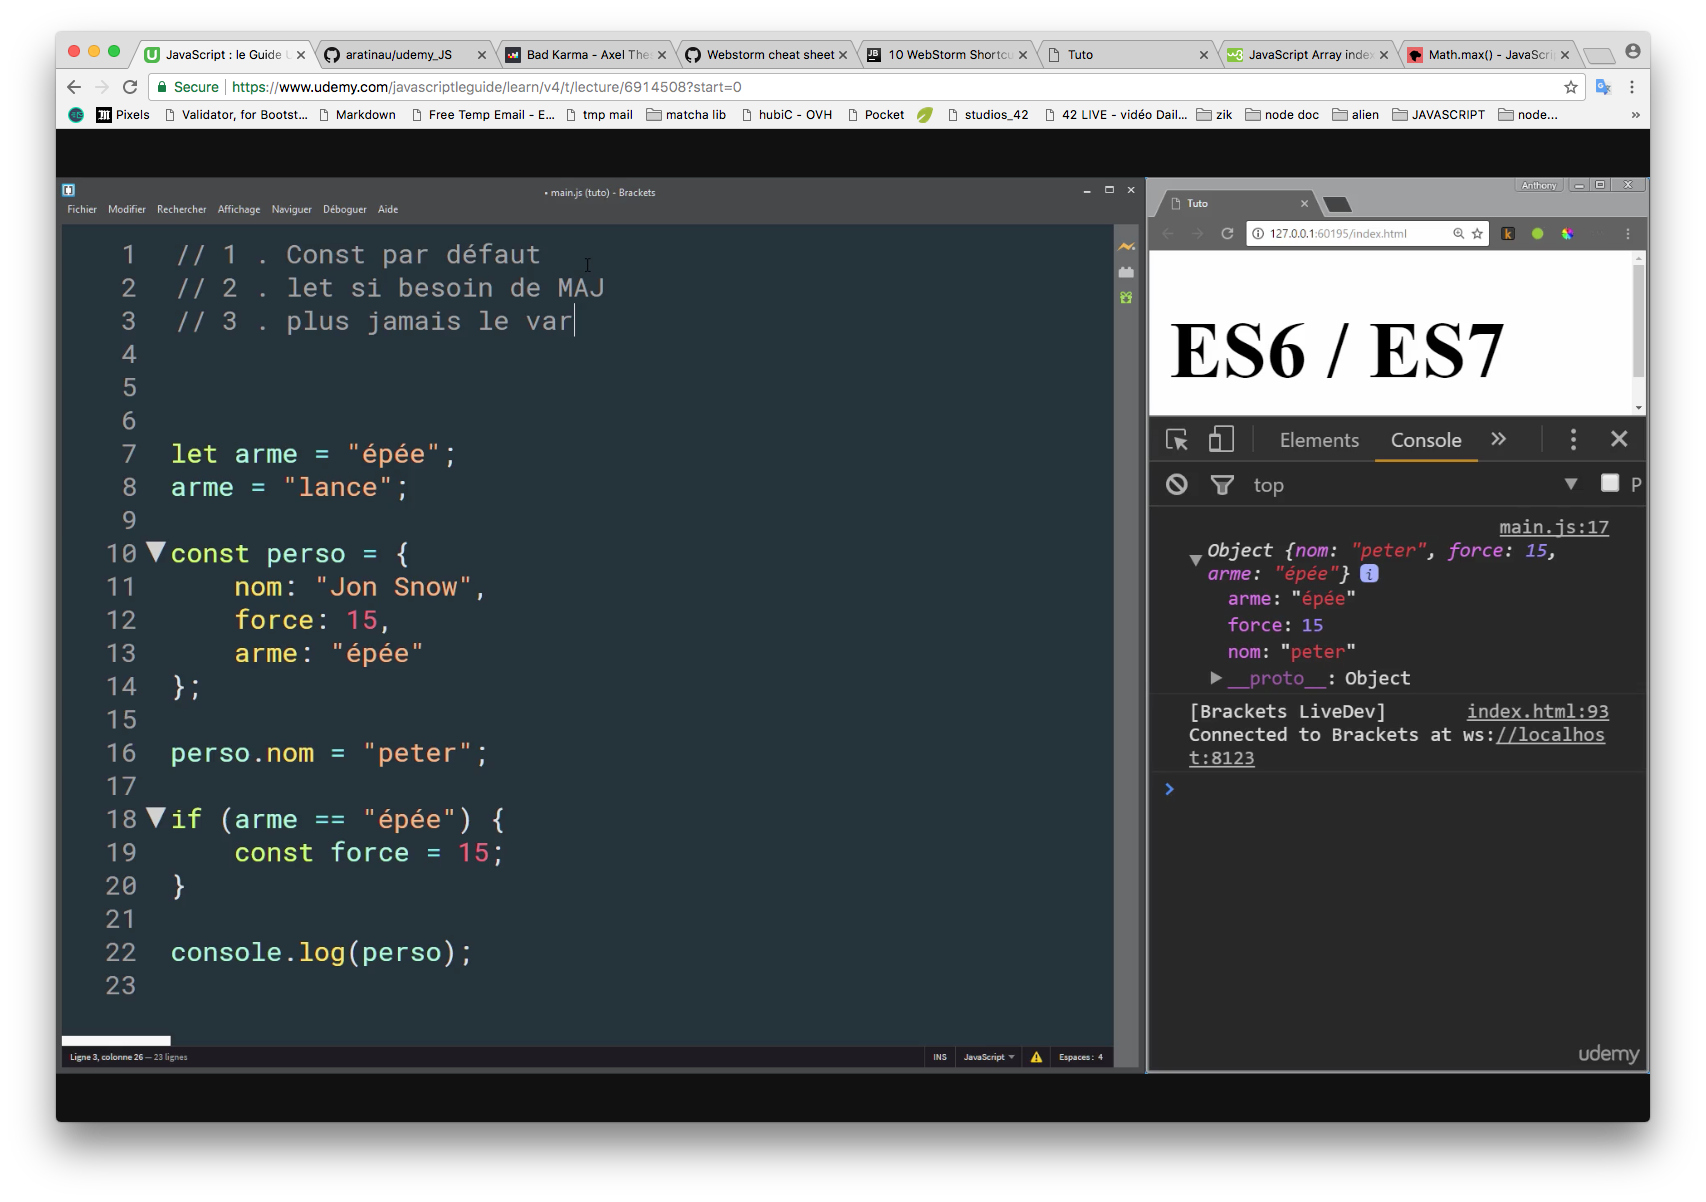 JavaScript : le Guide U
aratinau/udemy_JS
Bad Karma - Axel The
Webstorm cheat sheet
10 WebStorm Shortcu
Tuto
JavaScript Array index
Math.max() - JavaScrip
Secure
https://www.udemy.com/javascriptleguide/learn/v4/t/lecture/6914508?start=0
Pixels
Validator, for Bootst...
Markdown
Free Temp Email - E...
tmp mail
matcha lib
hubiC - OVH
Pocket
studios_42
42 LIVE - vidéo Dail...
zik
node doc
alien
JAVASCRIPT
node...
»
• main.js (tuto) - Brackets
Fichier Modifier Rechercher Affichage Naviguer Déboguer Aide
1 // 1 . Const par défaut
2 // 2 . let si besoin de MAJ
3 // 3 . plus jamais le var
4
5
6
7 let arme = "épée";
8 arme = "lance";
9
10 const perso = {
11 nom: "Jon Snow",
12 force: 15,
13 arme: "épée"
14 };
15
16 perso.nom = "peter";
17
18 if (arme == "épée") {
19 const force = 15;
20 }
21
22 console.log(perso);
23
Ligne 3, colonne 26 — 23 lignes
INS
JavaScript
Espaces : 4
Anthony
Tuto
127.0.0.1:60195/index.html
k
ES6 / ES7
Elements Console »
top
P
main.js:17
Object {nom: "peter", force: 15,
arme: "épée"} i
arme: "épée"
force: 15
nom: "peter"
__proto__: Object
[Brackets LiveDev] index.html:93
Connected to Brackets at ws://localhos
t:8123
udemy